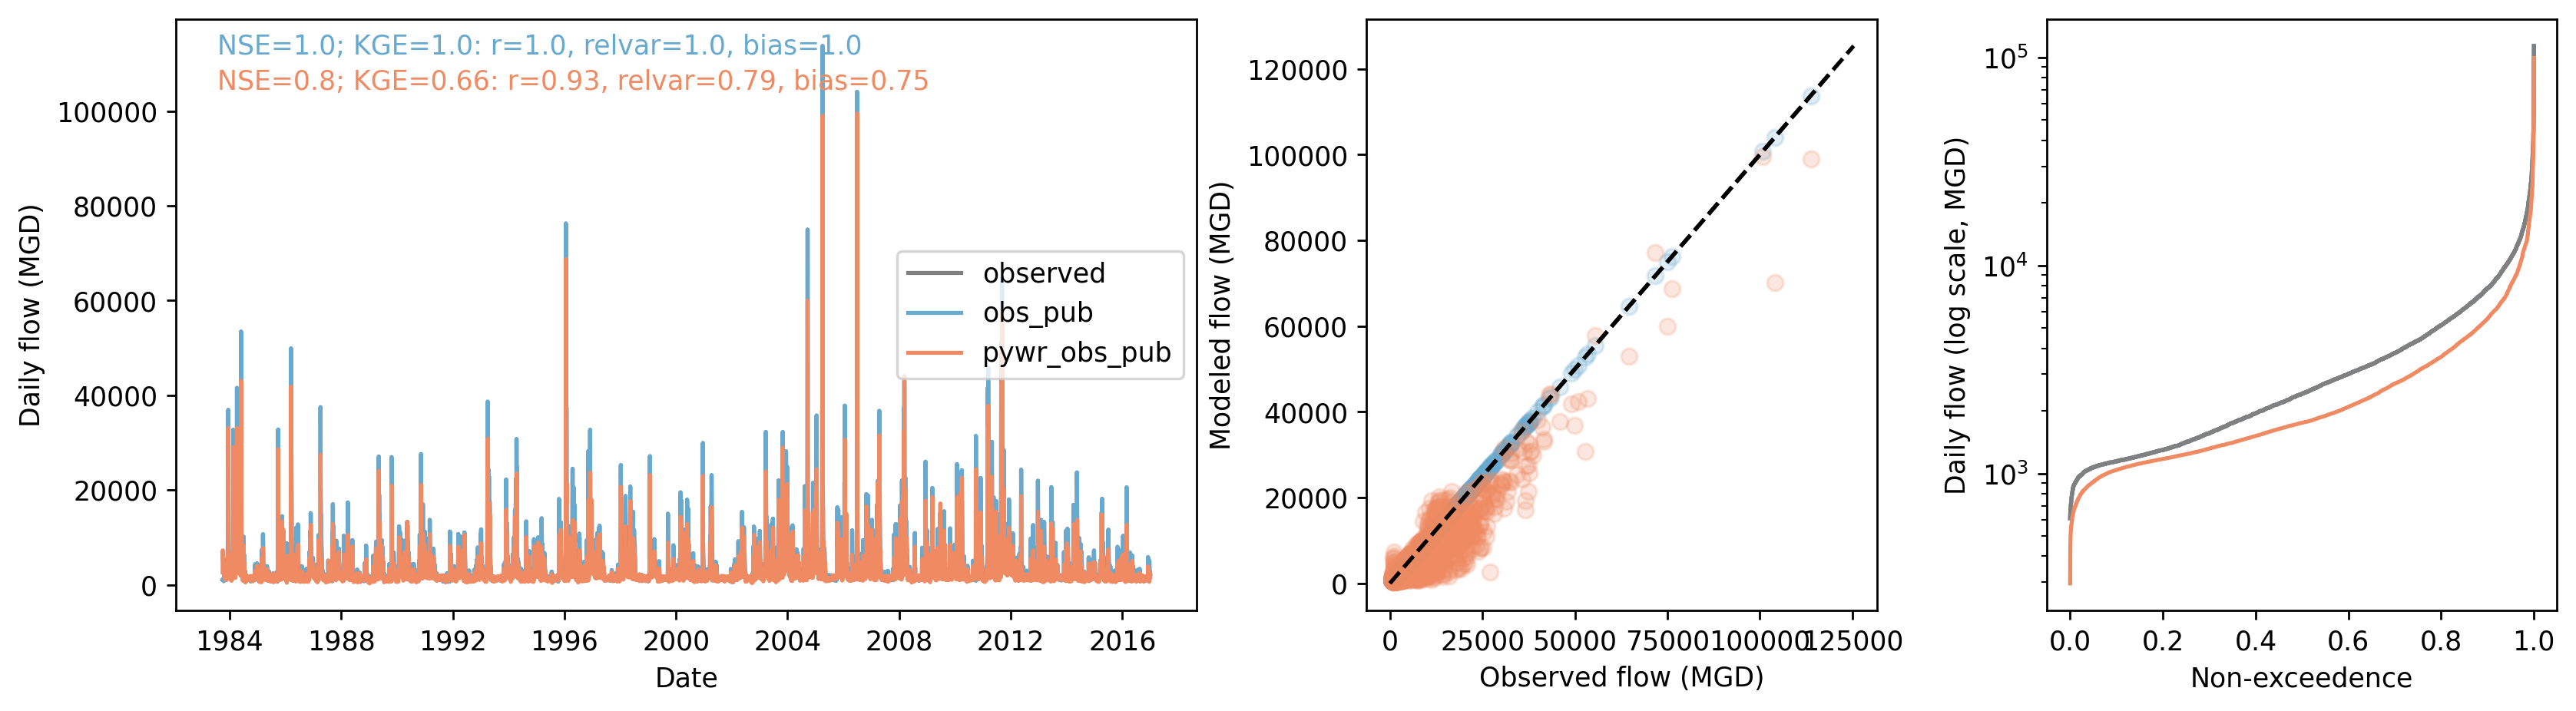 NSE=1.0; KGE=1.0: r=1.0, relvar=1.0, bias=1.0
NSE=0.8; KGE=0.66: r=0.93, relvar=0.79, bias=0.75
Daily flow (MGD)
100000
80000
60000
40000
20000
0
observed
obs_pub
pywr_obs_pub
1984 1988 1992 1996 2000 2004 2008 2012 2016
Date
Modeled flow (MGD)
120000
100000
80000
60000
40000
20000
0
0 25000 50000 75000 100000 125000
Observed flow (MGD)
Daily flow (log scale, MGD)
10^5
10^4
10^3
0.0 0.2 0.4 0.6 0.8 1.0
Non-exceedence